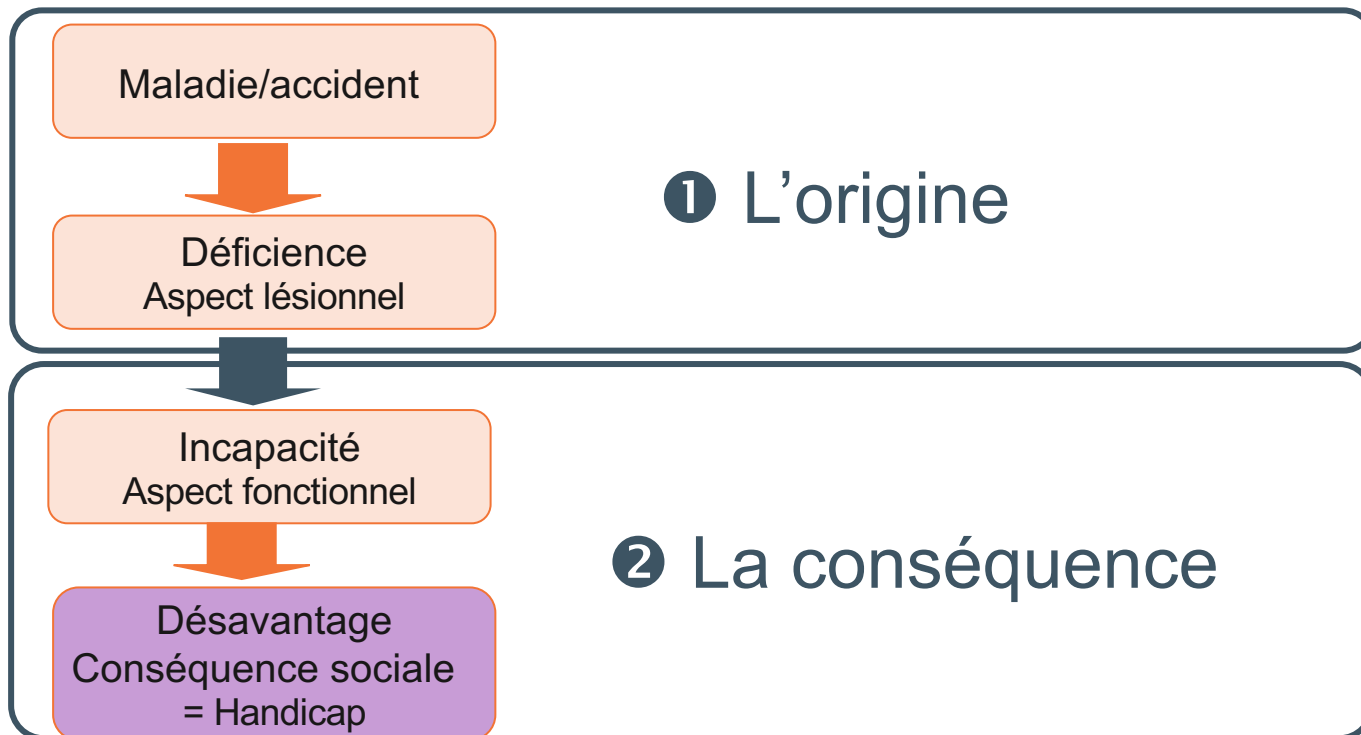 Maladie/accident
❶ L’origine
Déficience
Aspect lésionnel
Incapacité
Aspect fonctionnel
❷ La conséquence
Désavantage
Conséquence sociale
= Handicap